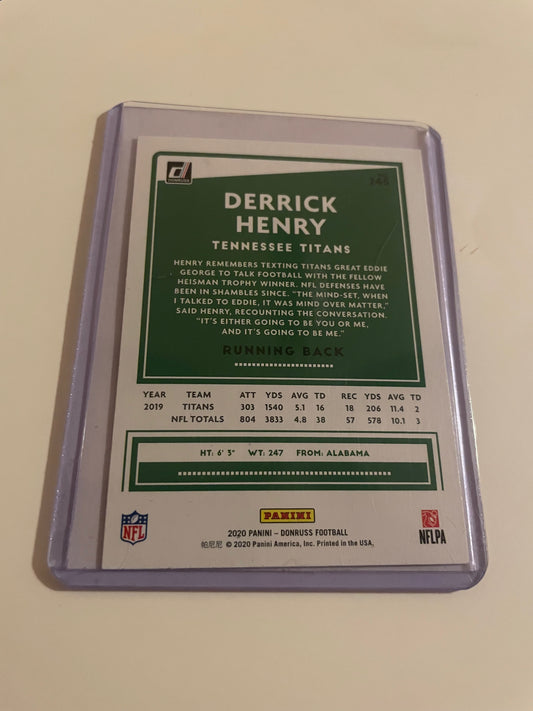 DONRUSS
NO.
DERRICK
HENRY
TENNESSEE TITANS
HENRY REMEMBERS TEXTING TITANS GREAT EDDIE
GEORGE TO TALK FOOTBALL WITH THE FELLOW
HEISMAN TROPHY WINNER. NFL DEFENSES HAVE
BEEN IN SHAMBLES SINCE. "THE MIND-SET, WHEN
I TALKED TO EDDIE, IT WAS MIND OVER MATTER,"
SAID HENRY, RECOUNTING THE CONVERSATION.
"IT'S EITHER GOING TO BE YOU OR ME,
AND IT'S GOING TO BE ME."
RUNNING BACK
YEAR TEAM ATT YDS AVG TD REC YDS AVG TD
2019 TITANS 303 1540 5.1 16 18 206 11.4 2
NFL TOTALS 804 3833 4.8 38 57 578 10.1 3
HT: 6' 3" WT: 247 FROM: ALABAMA
PANINI
2020 PANINI – DONRUSS FOOTBALL
帕尼尼 © 2020 Panini America, Inc. Printed in the USA.
NFL
NFLPA